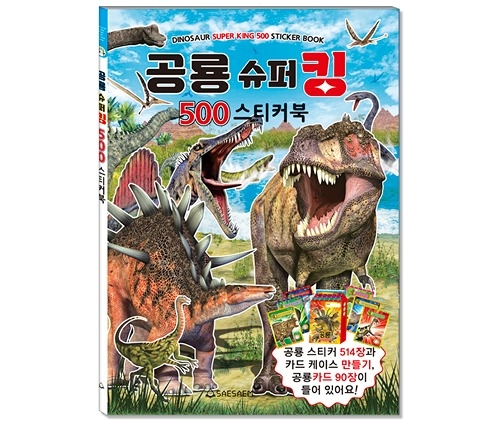 DINOSAUR SUPER KING 500 STICKER BOOK
공룡 슈퍼킹
500 스티커북
공룡 슈퍼킹 500 스티커북
공룡 스티커 514장과
카드 케이스 만들기,
공룡카드 90장이
들어 있어요!
SAESAEM